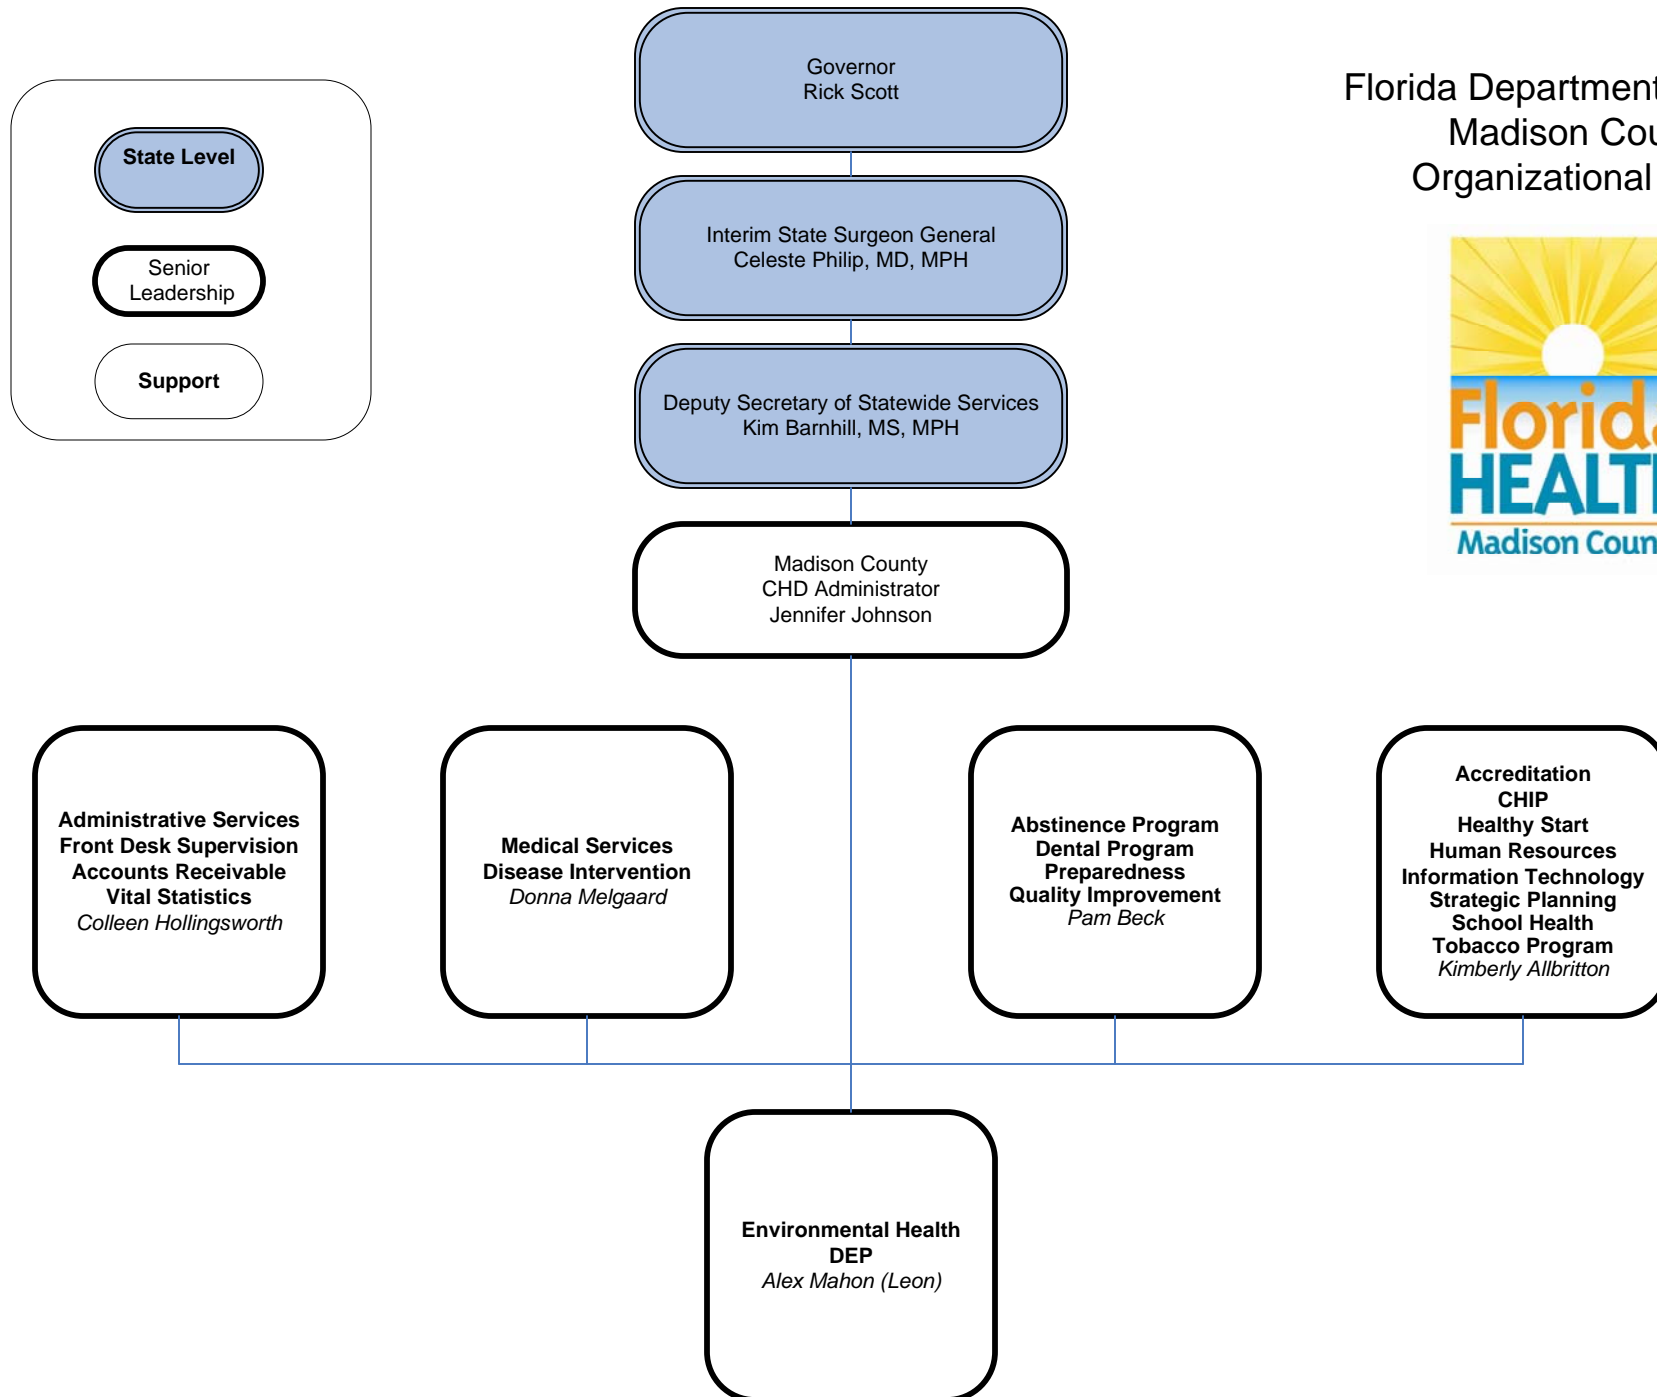 Governor
Rick Scott
Florida Department
Madison Cou
Organizational
State Level
Interim State Surgeon General
Celeste Philip, MD, MPH
Senior
Leadership
Support
Deputy Secretary of Statewide Services
Kim Barnhill, MS, MPH
Florida
HEALT
Madison Coun
Madison County
CHD Administrator
Jennifer Johnson
Administrative Services
Front Desk Supervision
Accounts Receivable
Vital Statistics
Colleen Hollingsworth
Medical Services
Disease Intervention
Donna Melgaard
Abstinence Program
Dental Program
Preparedness
Quality Improvement
Pam Beck
Accreditation
CHIP
Healthy Start
Human Resources
Information Technology
Strategic Planning
School Health
Tobacco Program
Kimberly Allbritton
Environmental Health
DEP
Alex Mahon (Leon)